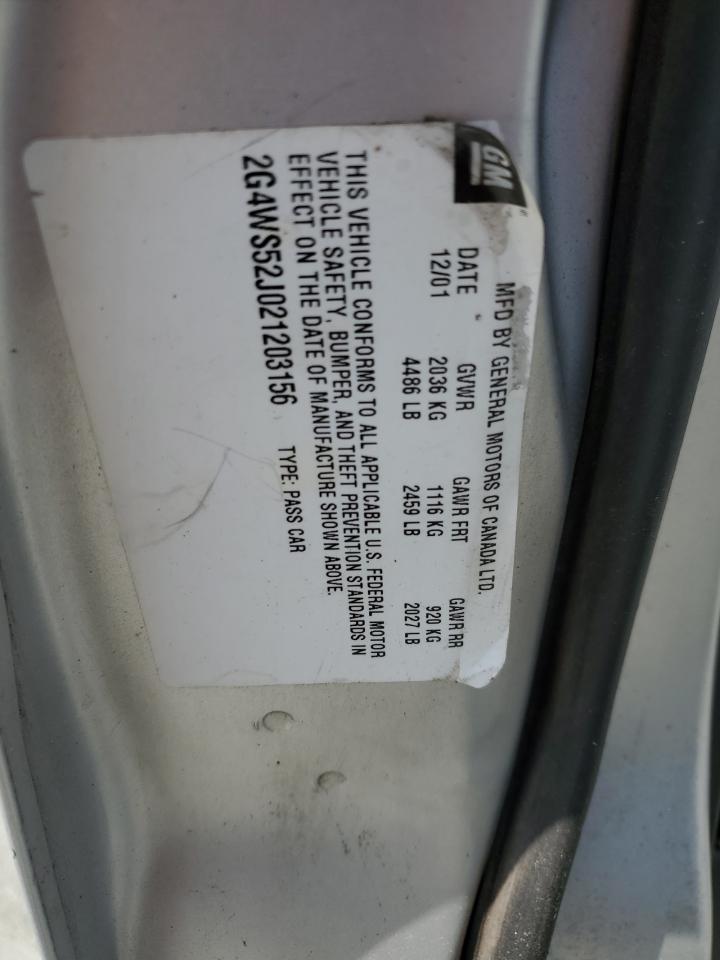 GM
MFD BY GENERAL MOTORS OF CANADA LTD.
DATE GVWR GAWR FRT GAWR RR
12/01 2036 KG 1116 KG 920 KG
4486 LB 2459 LB 2027 LB
THIS VEHICLE CONFORMS TO ALL APPLICABLE U.S. FEDERAL MOTOR
VEHICLE SAFETY, BUMPER, AND THEFT PREVENTION STANDARDS IN
EFFECT ON THE DATE OF MANUFACTURE SHOWN ABOVE.
2G4WS52J021203156 TYPE: PASS CAR